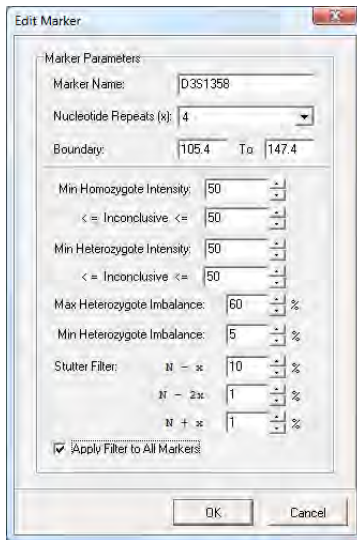 Edit Marker
Marker Parameters
Marker Name: D3S1358
Nucleotide Repeats (x): 4
Boundary: 105.4 To 147.4
Min Homozygote Intensity: 50
< = Inconclusive < = 50
Min Heterozygote Intensity: 50
< = Inconclusive < = 50
Max Heterozygote Imbalance: 60 %
Min Heterozygote Imbalance: 5 %
Stutter Filter: N - x 10 %
N - 2x 1 %
N + x 1 %
Apply Filter to All Markers
OK Cancel